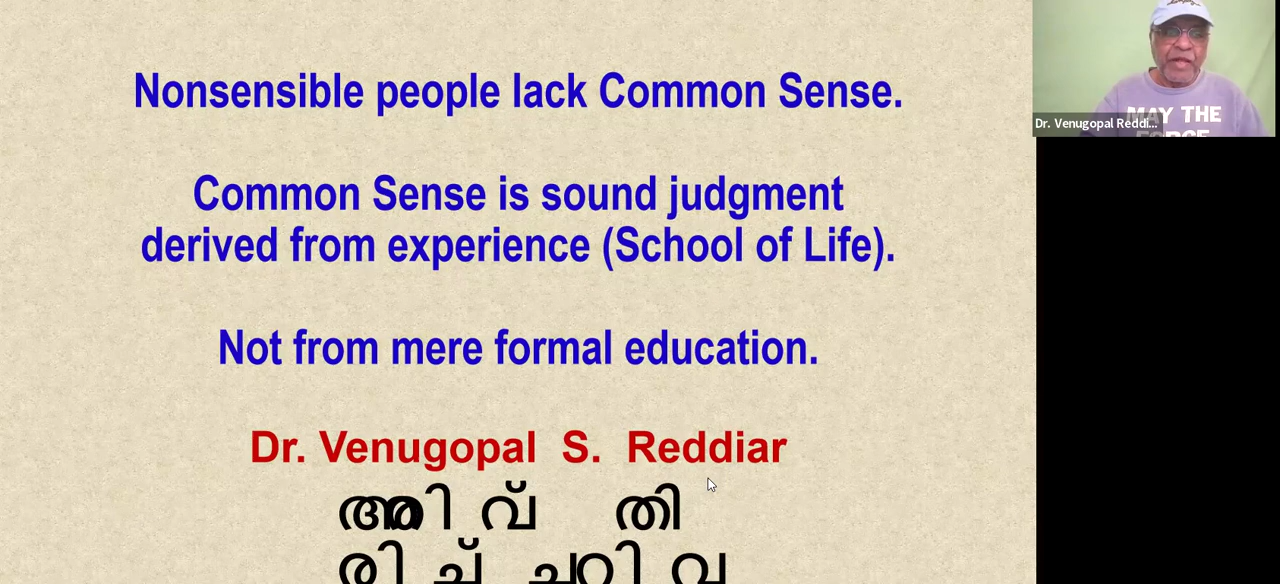 Nonsensible people lack Common Sense.
Common Sense is sound judgment
derived from experience (School of Life).
Not from mere formal education.
Dr. Venugopal S. Reddiar
തി
Dr. Venugopal Reddi...
MAY THE
FORCE